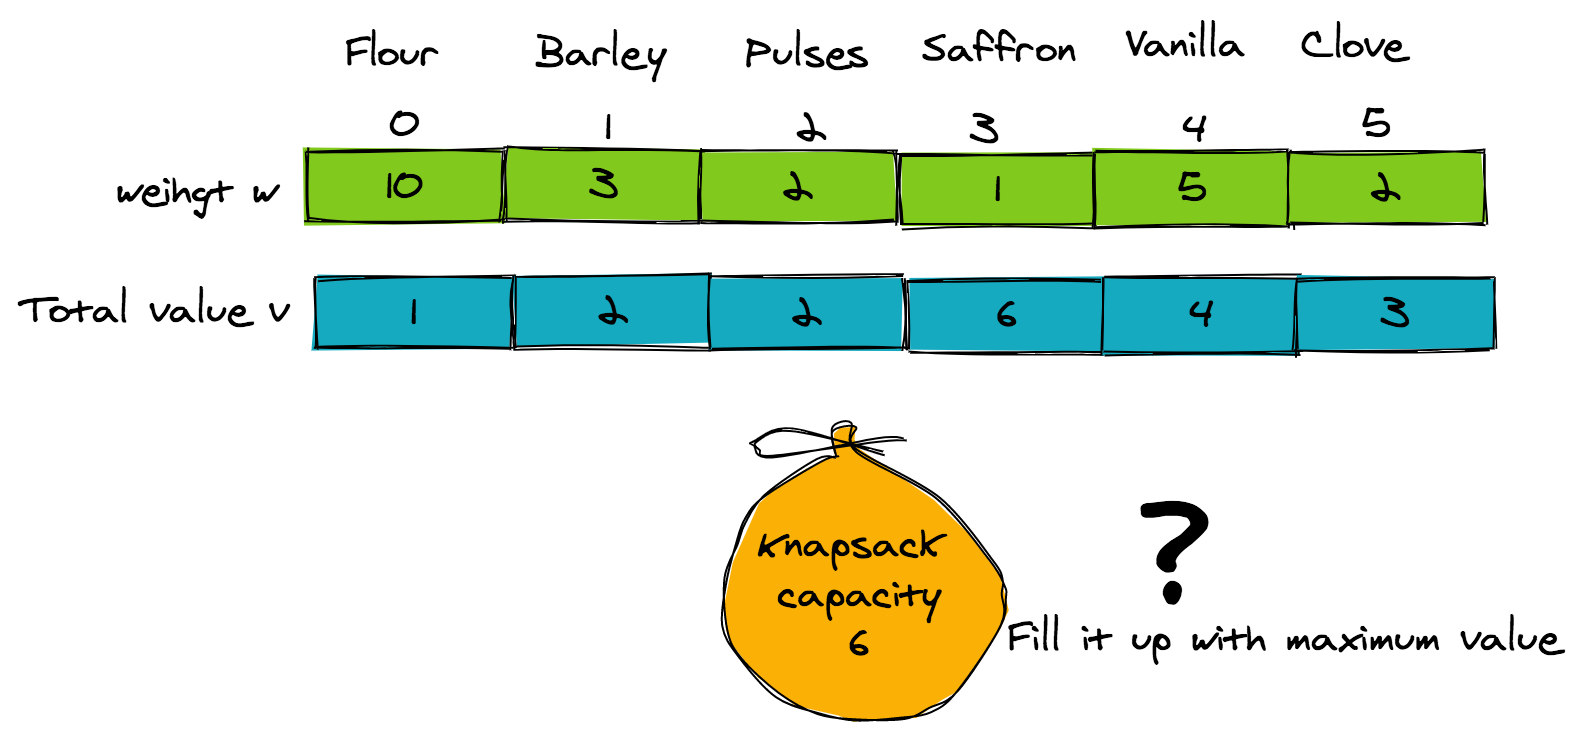 Flour Barley Pulses Saffron Vanilla Clove
0 1 2 3 4 5
weihgt w 10 3 2 1 5 2
Total value v 1 2 2 6 4 3
Knapsack
capacity
6
?
Fill it up with maximum value